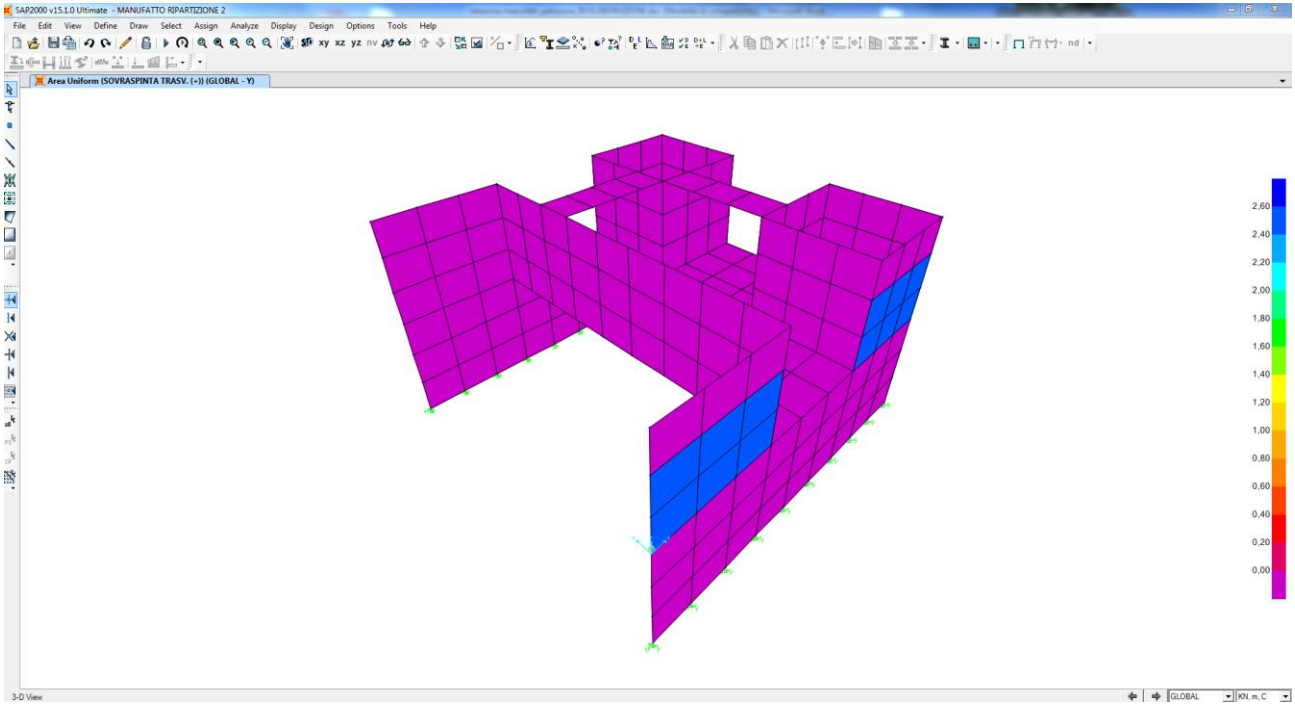 SAP2000 v15.1.0 Ultimate - MANUFATTO RIPARTIZIONE 2
File Edit View Define Draw Select Assign Analyze Display Design Options Tools Help
xy xz yz nv
nd
Area Uniform (SOVRASPINTA TRASV. (+)) (GLOBAL - Y)
2,60
2,40
2,20
2,00
1,80
1,60
1,40
1,20
1,00
0,80
0,60
0,40
0,20
0,00
3-D View
GLOBAL
KN, m, C